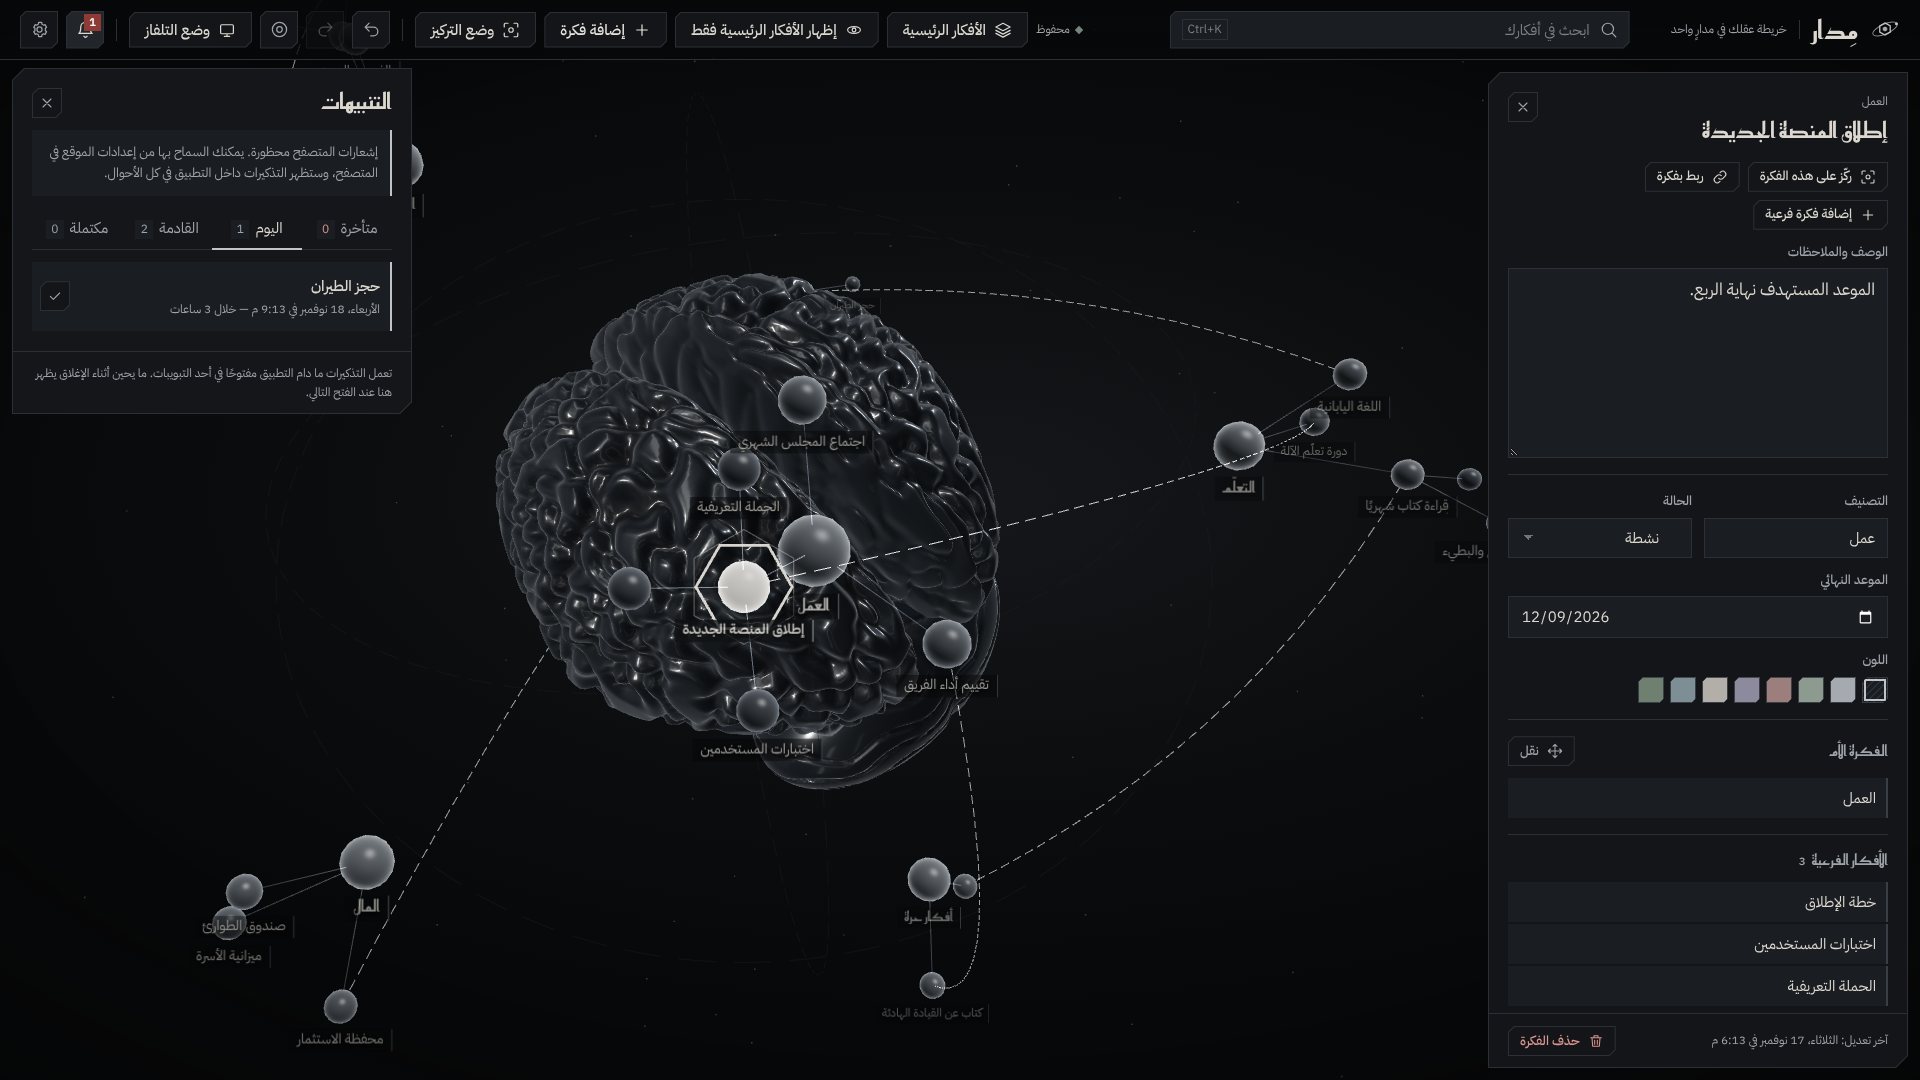 مدار
خريطة عقلك في مدار واحد
ابحث في أفكارك
Ctrl+K
محفوظ
الأفكار الرئيسية
إظهار الأفكار الرئيسية فقط
إضافة فكرة
وضع التركيز
وضع التلفاز
1
العمل
إطلاق المنصة الجديدة
ركّز على هذه الفكرة
ربط بفكرة
إضافة فكرة فرعية
الوصف والملاحظات
الموعد المستهدف نهاية الربع.
التصنيف
الحالة
عمل
نشطة
الموعد النهائي
12/09/2026
اللون
الفكرة الأم
نقل
العمل
الأفكار الفرعية 3
خطة الإطلاق
اختبارات المستخدمين
الحملة التعريفية
آخر تعديل: الثلاثاء، 17 نوفمبر في 6:13 م
حذف الفكرة
اللغة اليابانية
دورة تعلّم الآلة
التعلّم
قراءة كتاب شهريًا
والبطيء
اجتماع المجلس الشهري
الحملة التعريفية
العمل
إطلاق المنصة الجديدة
تقييم أداء الفريق
اختبارات المستخدمين
أفكار حرة
كتاب عن القيادة الهادئة
المال
صندوق الطوارئ
ميزانية الأسرة
محفظة الاستثمار
التنبيهات
إشعارات المتصفح محظورة. يمكنك السماح بها من إعدادات الموقع في
المتصفح، وستظهر التذكيرات داخل التطبيق في كل الأحوال.
متأخرة 0
اليوم 1
القادمة 2
مكتملة 0
حجز الطيران
الأربعاء، 18 نوفمبر في 9:13 م — خلال 3 ساعات
تعمل التذكيرات ما دام التطبيق مفتوحًا في أحد التبويبات. ما يحين أثناء الإغلاق يظهر
هنا عند الفتح التالي.